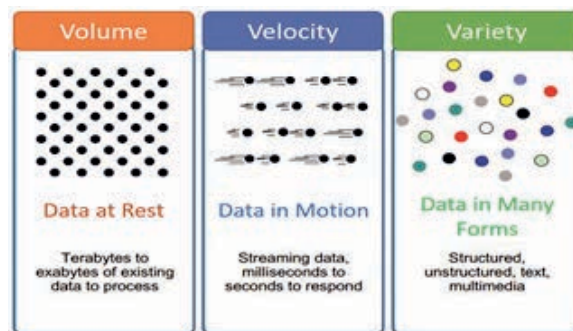 Volume
Data at Rest
Terabytes to
exabytes of existing
data to process
Velocity
Data in Motion
Streaming data,
milliseconds to
seconds to respond
Variety
Data in Many
Forms
Structured,
unstructured, text,
multimedia